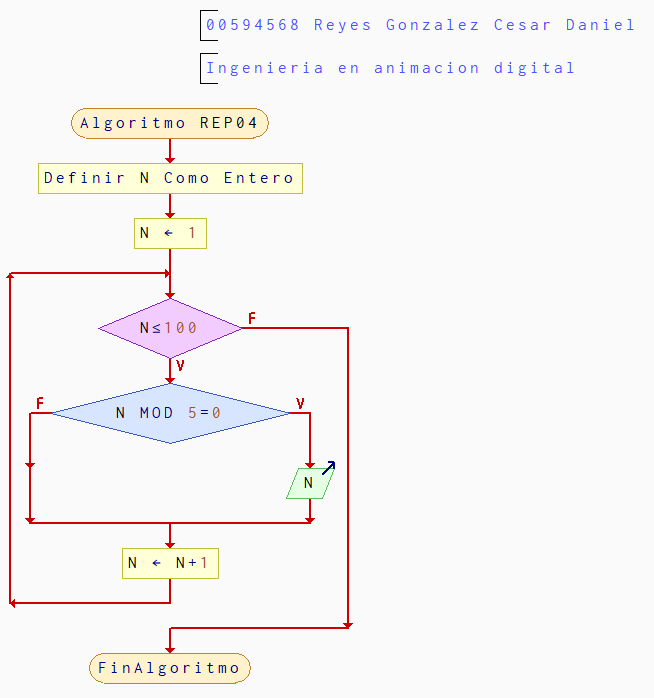 00594568 Reyes Gonzalez Cesar Daniel
Ingenieria en animacion digital
Algoritmo REP04
Definir N Como Entero
N ← 1
N≤100
F
V
N MOD 5=0
F
V
N
N ← N+1
FinAlgoritmo